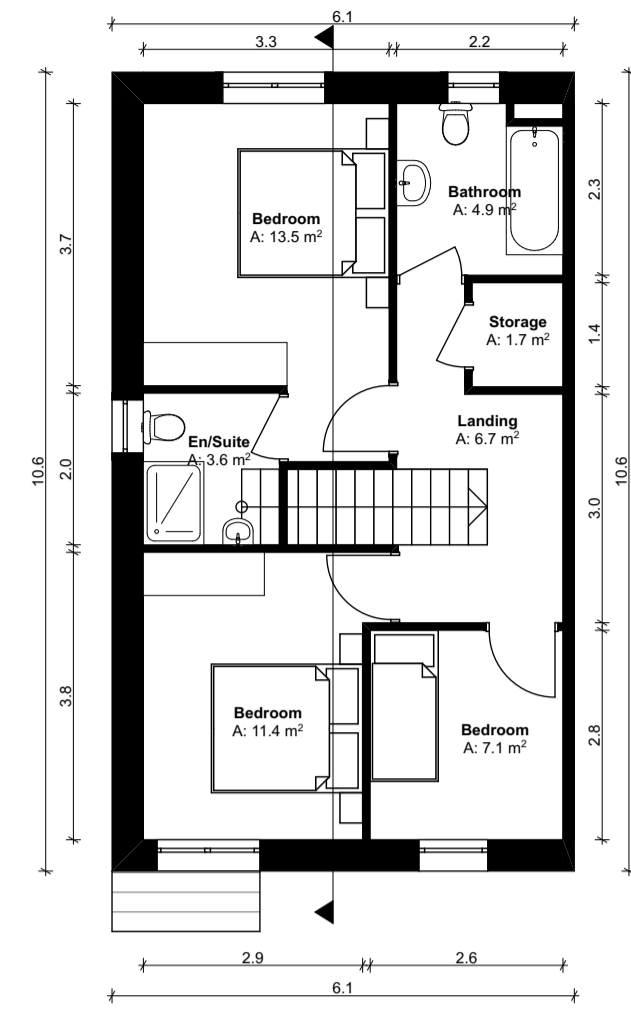 6.1
3.3
2.2
Bedroom
A: 13.5 m²
Bathroom
A: 4.9 m²
2.3
3.7
Storage
A: 1.7 m²
1.4
Landing
A: 6.7 m²
En/Suite
A: 3.6 m²
10.6
2.0
10.6
3.0
3.8
Bedroom
A: 11.4 m²
Bedroom
A: 7.1 m²
2.8
2.9
2.6
6.1